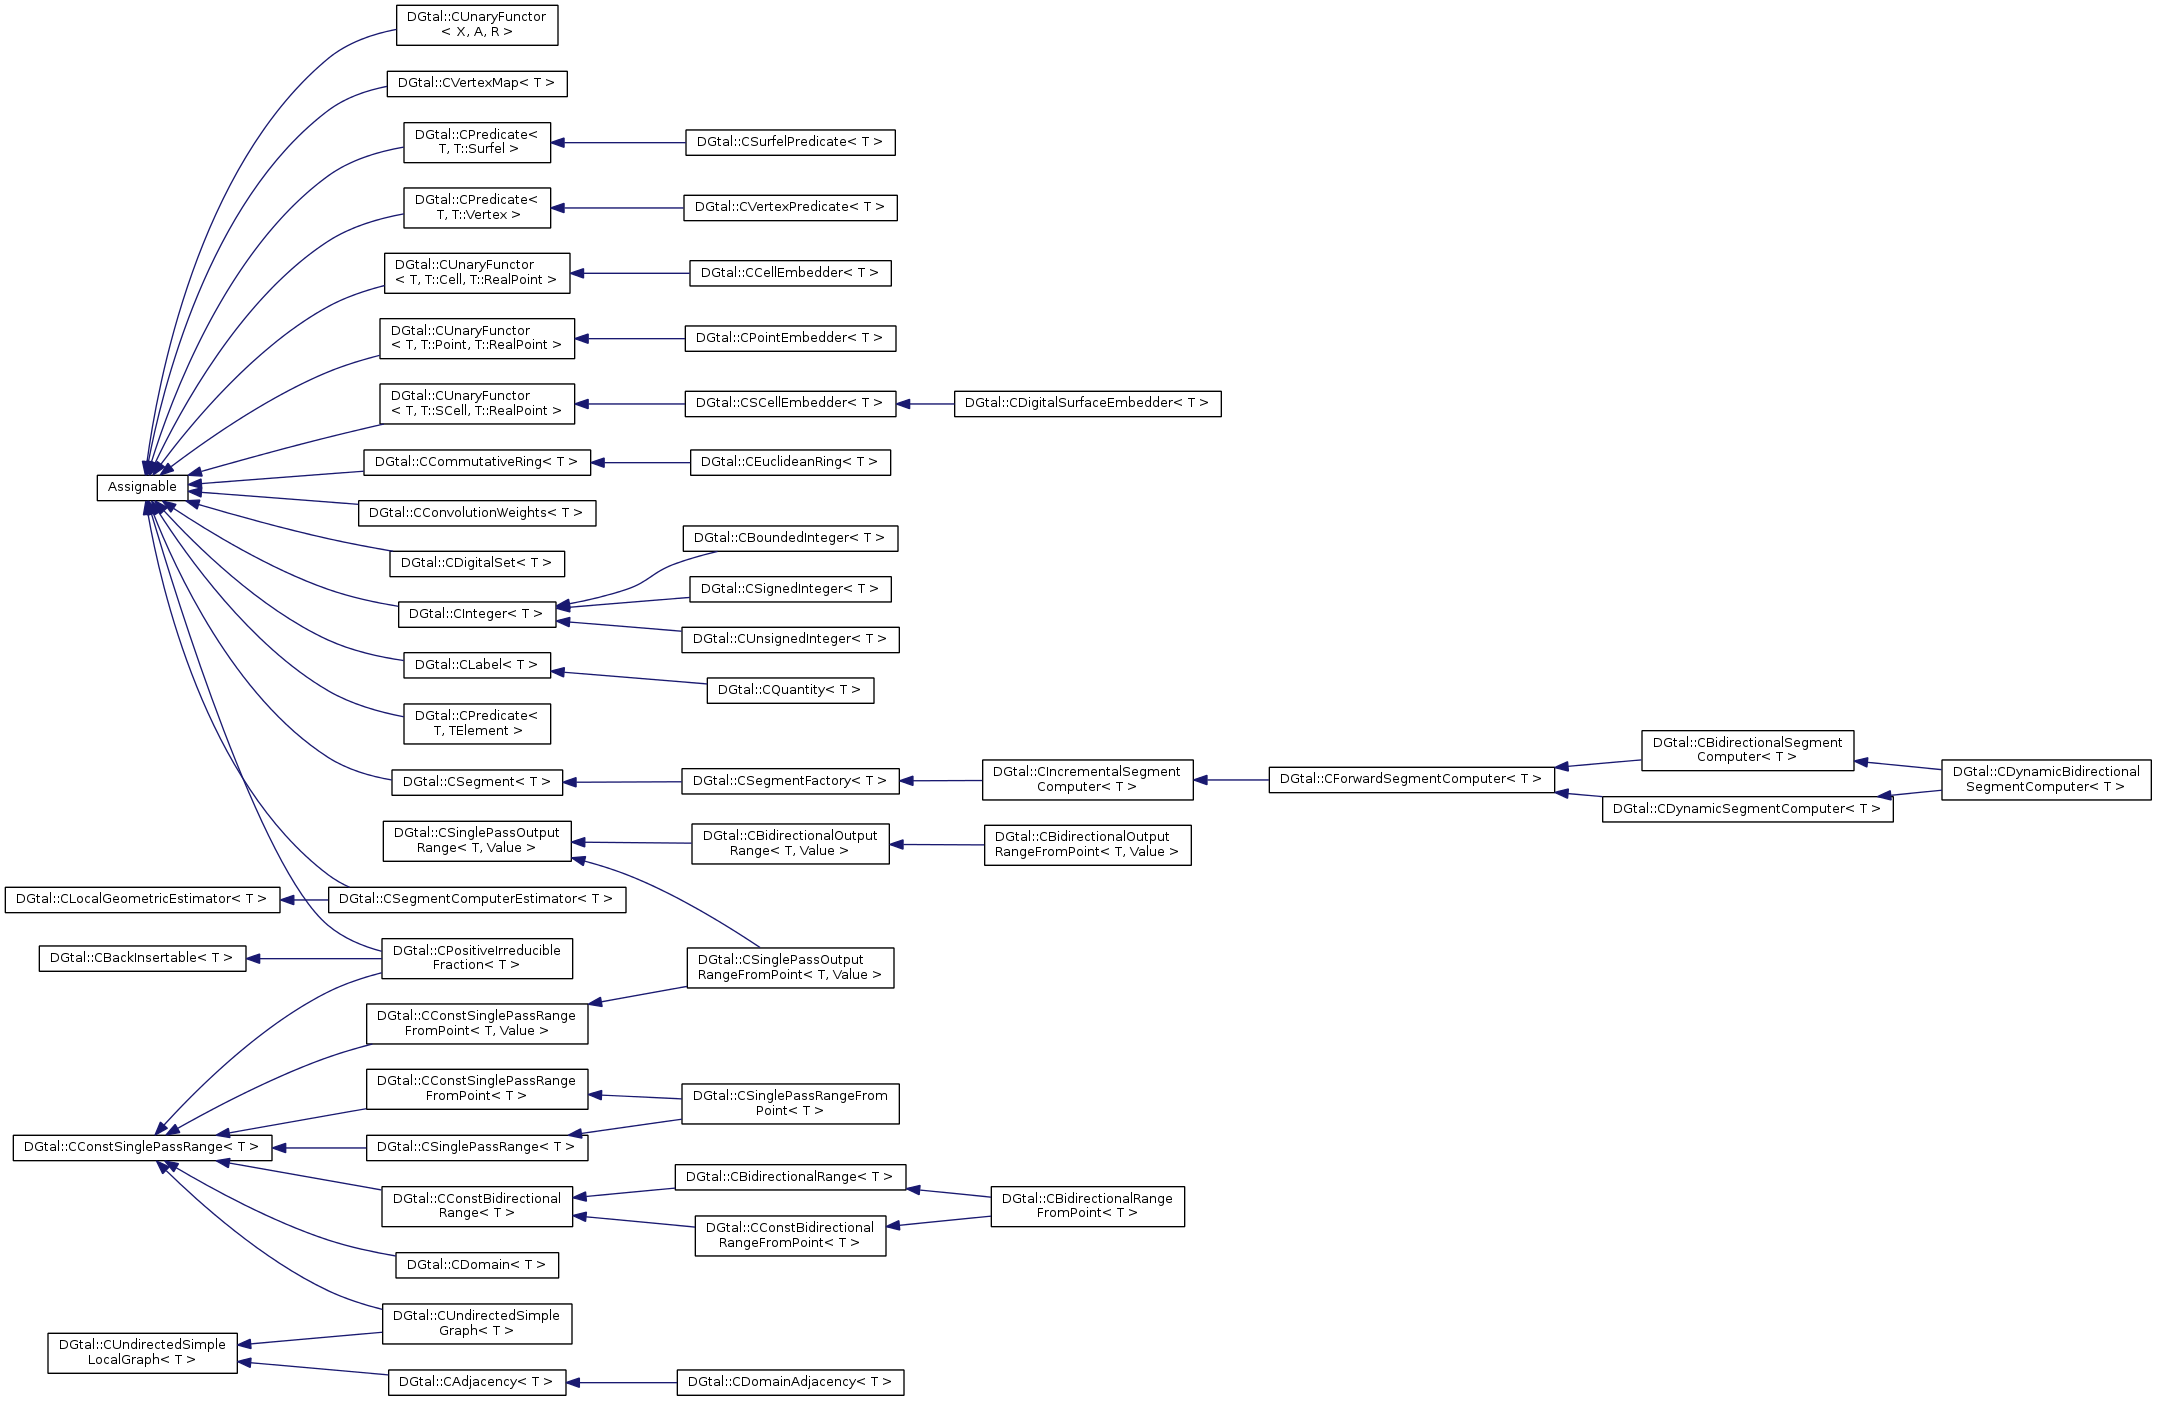 DGtal::CUnaryFunctor
< X, A, R >
DGtal::CVertexMap< T >
DGtal::CPredicate<
T, T::Surfel >
DGtal::CSurfelPredicate< T >
DGtal::CPredicate<
T, T::Vertex >
DGtal::CVertexPredicate< T >
DGtal::CUnaryFunctor
< T, T::Cell, T::RealPoint >
DGtal::CCellEmbedder< T >
DGtal::CUnaryFunctor
< T, T::Point, T::RealPoint >
DGtal::CPointEmbedder< T >
DGtal::CUnaryFunctor
< T, T::SCell, T::RealPoint >
DGtal::CSCellEmbedder< T >
DGtal::CDigitalSurfaceEmbedder< T >
DGtal::CCommutativeRing< T >
DGtal::CEuclideanRing< T >
Assignable
DGtal::CConvolutionWeights< T >
DGtal::CDigitalSet< T >
DGtal::CBoundedInteger< T >
DGtal::CSignedInteger< T >
DGtal::CInteger< T >
DGtal::CUnsignedInteger< T >
DGtal::CLabel< T >
DGtal::CQuantity< T >
DGtal::CPredicate<
T, TElement >
DGtal::CSegment< T >
DGtal::CSegmentFactory< T >
DGtal::CIncrementalSegment
Computer< T >
DGtal::CForwardSegmentComputer< T >
DGtal::CBidirectionalSegment
Computer< T >
DGtal::CDynamicSegmentComputer< T >
DGtal::CDynamicBidirectional
SegmentComputer< T >
DGtal::CSinglePassOutput
Range< T, Value >
DGtal::CBidirectionalOutput
Range< T, Value >
DGtal::CBidirectionalOutput
RangeFromPoint< T, Value >
DGtal::CLocalGeometricEstimator< T >
DGtal::CSegmentComputerEstimator< T >
DGtal::CBackInsertable< T >
DGtal::CPositiveIrreducible
Fraction< T >
DGtal::CSinglePassOutput
RangeFromPoint< T, Value >
DGtal::CConstSinglePassRange
FromPoint< T, Value >
DGtal::CConstSinglePassRange
FromPoint< T >
DGtal::CSinglePassRangeFrom
Point< T >
DGtal::CConstSinglePassRange< T >
DGtal::CSinglePassRange< T >
DGtal::CConstBidirectional
Range< T >
DGtal::CBidirectionalRange< T >
DGtal::CConstBidirectional
RangeFromPoint< T >
DGtal::CBidirectionalRange
FromPoint< T >
DGtal::CDomain< T >
DGtal::CUndirectedSimple
Graph< T >
DGtal::CUndirectedSimple
LocalGraph< T >
DGtal::CAdjacency< T >
DGtal::CDomainAdjacency< T >